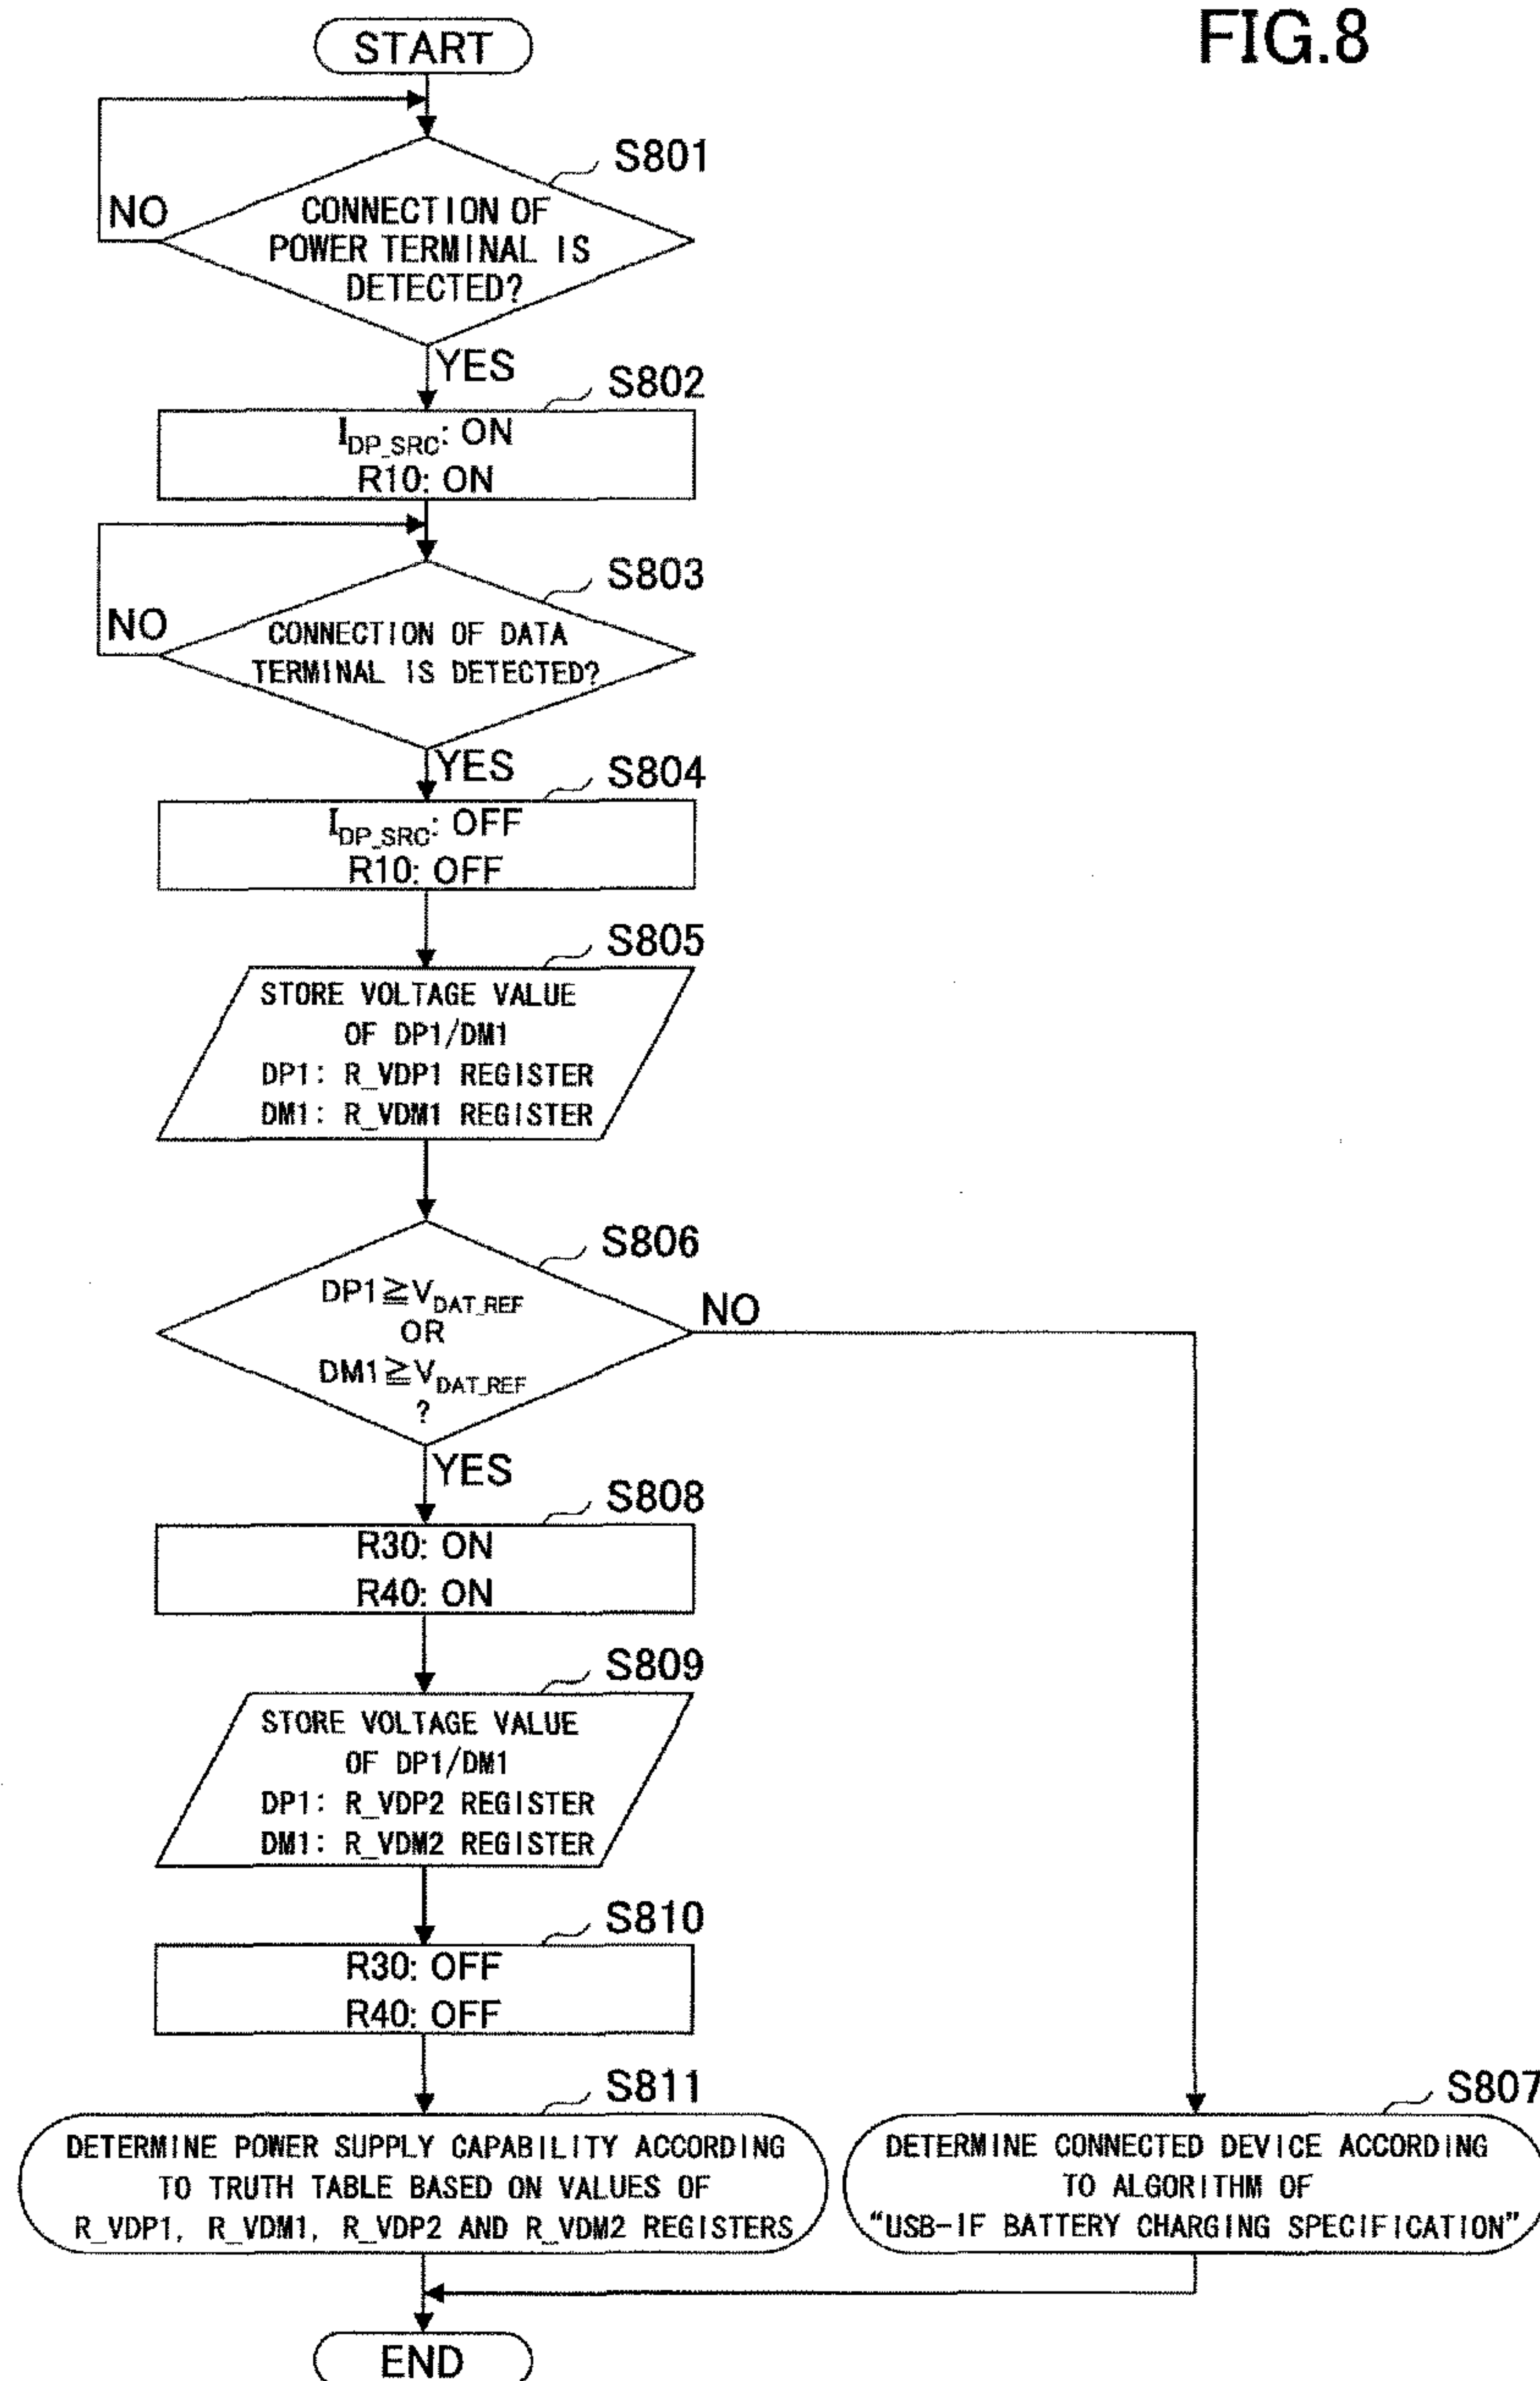 FIG.8
START
S801
NO
CONNECTION OF
POWER TERMINAL IS
DETECTED?
YES
S802
I_DP_SRC: ON
R10: ON
S803
NO
CONNECTION OF DATA
TERMINAL IS DETECTED?
YES
S804
I_DP_SRC: OFF
R10: OFF
S805
STORE VOLTAGE VALUE
OF DP1/DM1
DP1: R_VDP1 REGISTER
DM1: R_VDM1 REGISTER
S806
DP1≧V_DAT_REF
OR
DM1≧V_DAT_REF
?
NO
YES
S808
R30: ON
R40: ON
S809
STORE VOLTAGE VALUE
OF DP1/DM1
DP1: R_VDP2 REGISTER
DM1: R_VDM2 REGISTER
S810
R30: OFF
R40: OFF
S811
DETERMINE POWER SUPPLY CAPABILITY ACCORDING
TO TRUTH TABLE BASED ON VALUES OF
R_VDP1, R_VDM1, R_VDP2 AND R_VDM2 REGISTERS
S807
DETERMINE CONNECTED DEVICE ACCORDING
TO ALGORITHM OF
“USB-IF BATTERY CHARGING SPECIFICATION”
END